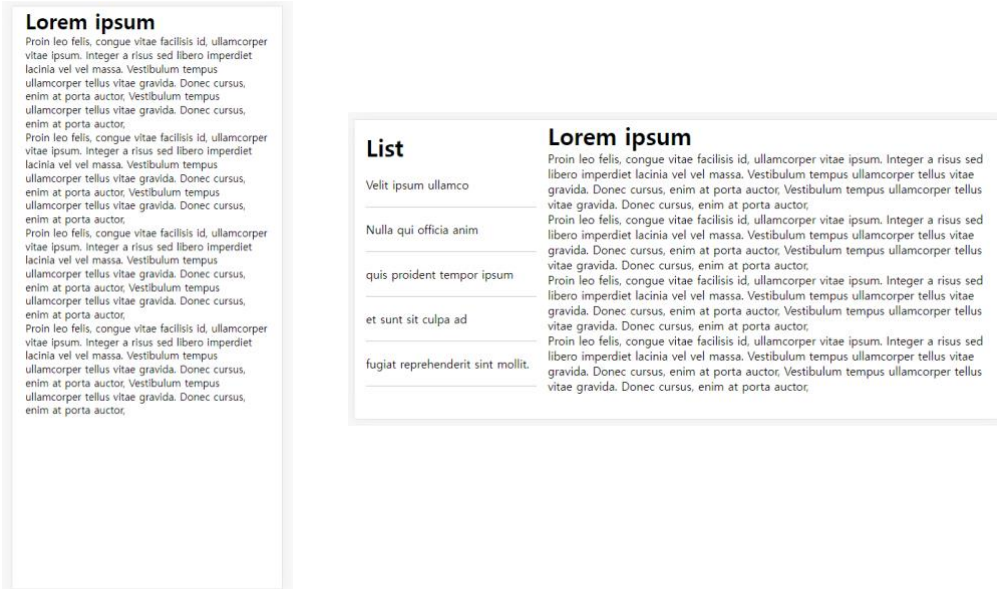 Lorem ipsum
Proin leo felis, congue vitae facilisis id, ullamcorper
vitae ipsum. Integer a risus sed libero imperdiet
lacinia vel vel massa. Vestibulum tempus
ullamcorper tellus vitae gravida. Donec cursus,
enim at porta auctor, Vestibulum tempus
ullamcorper tellus vitae gravida. Donec cursus,
enim at porta auctor,
Proin leo felis, congue vitae facilisis id, ullamcorper
vitae ipsum. Integer a risus sed libero imperdiet
lacinia vel vel massa. Vestibulum tempus
ullamcorper tellus vitae gravida. Donec cursus,
enim at porta auctor, Vestibulum tempus
ullamcorper tellus vitae gravida. Donec cursus,
enim at porta auctor,
Proin leo felis, congue vitae facilisis id, ullamcorper
vitae ipsum. Integer a risus sed libero imperdiet
lacinia vel vel massa. Vestibulum tempus
ullamcorper tellus vitae gravida. Donec cursus,
enim at porta auctor, Vestibulum tempus
ullamcorper tellus vitae gravida. Donec cursus,
enim at porta auctor,
Proin leo felis, congue vitae facilisis id, ullamcorper
vitae ipsum. Integer a risus sed libero imperdiet
lacinia vel vel massa. Vestibulum tempus
ullamcorper tellus vitae gravida. Donec cursus,
enim at porta auctor, Vestibulum tempus
ullamcorper tellus vitae gravida. Donec cursus,
enim at porta auctor,
List
Velit ipsum ullamco
Nulla qui officia anim
quis proident tempor ipsum
et sunt sit culpa ad
fugiat reprehenderit sint mollit.
Lorem ipsum
Proin leo felis, congue vitae facilisis id, ullamcorper vitae ipsum. Integer a risus sed
libero imperdiet lacinia vel vel massa. Vestibulum tempus ullamcorper tellus vitae
gravida. Donec cursus, enim at porta auctor, Vestibulum tempus ullamcorper tellus
vitae gravida. Donec cursus, enim at porta auctor,
Proin leo felis, congue vitae facilisis id, ullamcorper vitae ipsum. Integer a risus sed
libero imperdiet lacinia vel vel massa. Vestibulum tempus ullamcorper tellus vitae
gravida. Donec cursus, enim at porta auctor, Vestibulum tempus ullamcorper tellus
vitae gravida. Donec cursus, enim at porta auctor,
Proin leo felis, congue vitae facilisis id, ullamcorper vitae ipsum. Integer a risus sed
libero imperdiet lacinia vel vel massa. Vestibulum tempus ullamcorper tellus vitae
gravida. Donec cursus, enim at porta auctor, Vestibulum tempus ullamcorper tellus
vitae gravida. Donec cursus, enim at porta auctor,
Proin leo felis, congue vitae facilisis id, ullamcorper vitae ipsum. Integer a risus sed
libero imperdiet lacinia vel vel massa. Vestibulum tempus ullamcorper tellus vitae
gravida. Donec cursus, enim at porta auctor, Vestibulum tempus ullamcorper tellus
vitae gravida. Donec cursus, enim at porta auctor,